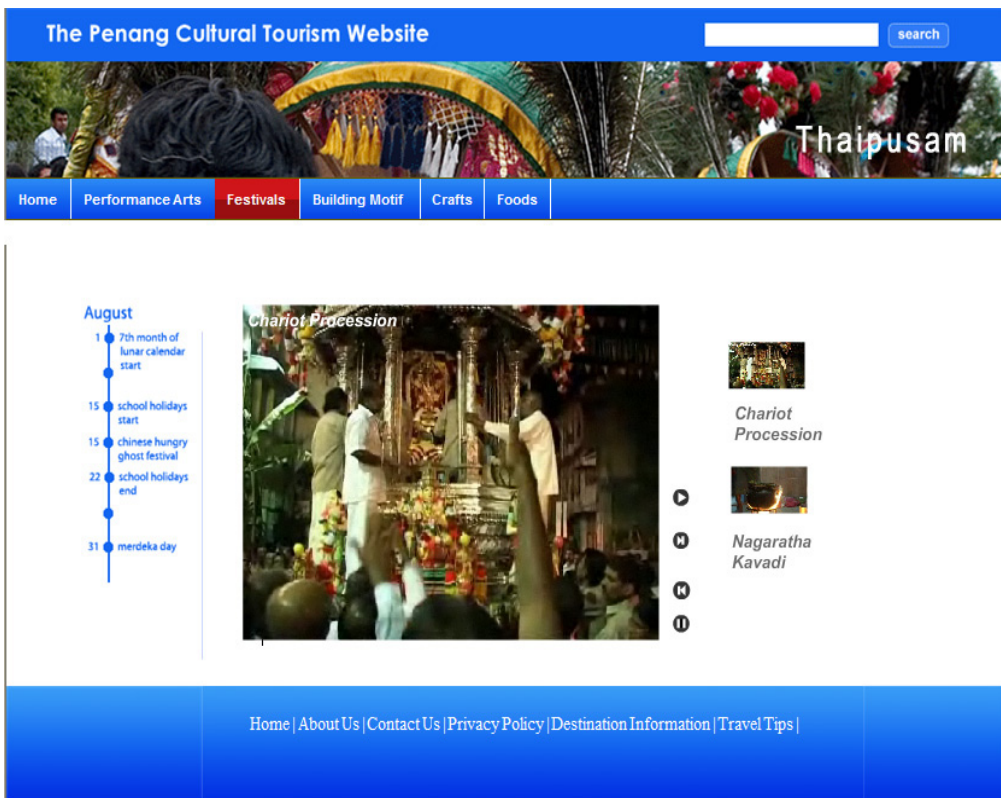 The Penang Cultural Tourism Website
search
Thaipusam
Home Performance Arts Festivals Building Motif Crafts Foods
August
1 7th month of
lunar calendar
start
15 school holidays
start
15 chinese hungry
ghost festival
22 school holidays
end
31 merdeka day
Chariot Procession
Chariot
Procession
Nagaratha
Kavadi
Home | About Us | Contact Us | Privacy Policy | Destination Information | Travel Tips |